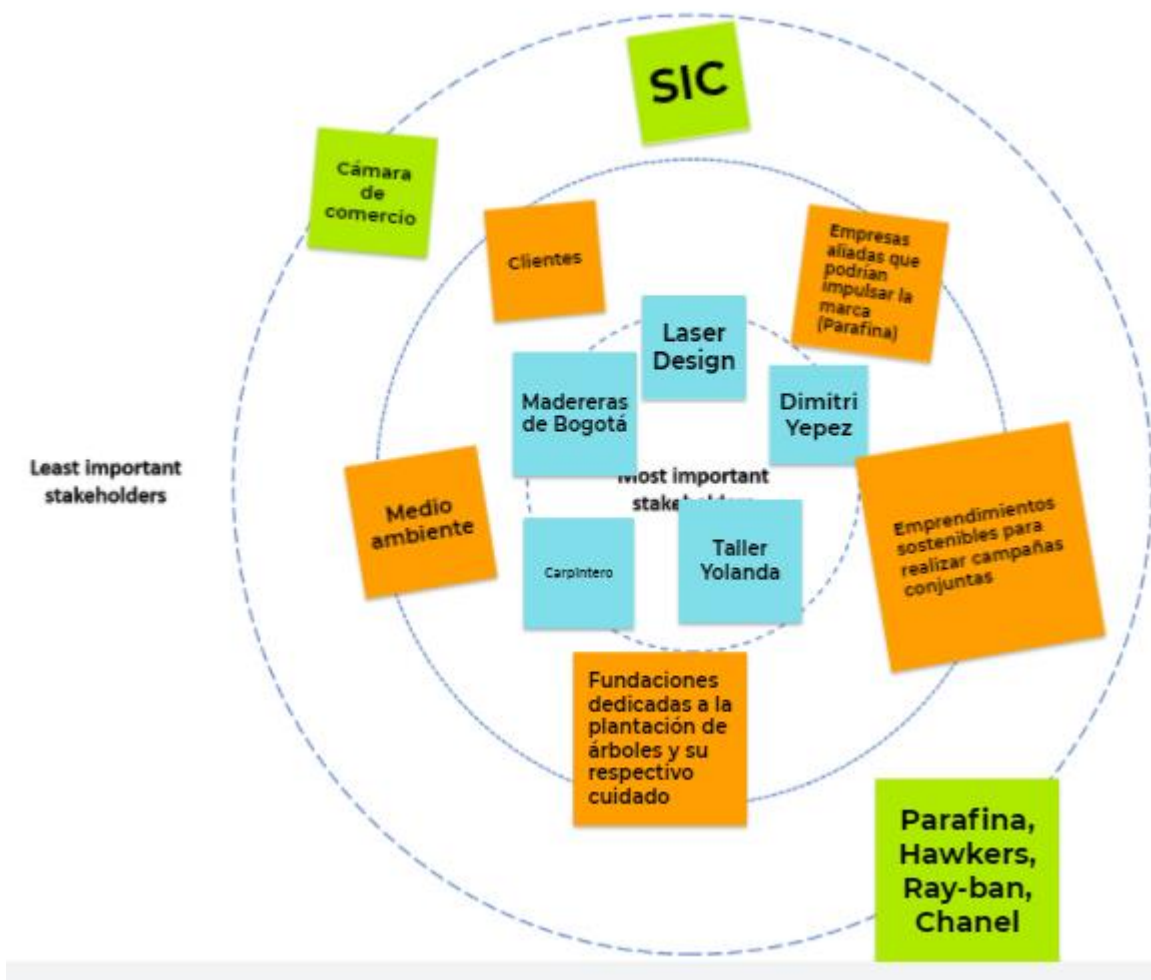 SIC
Cámara
de
comercio
Clientes
Empresas
aliadas que
podrían
impulsar la
marca
(Parafina)
Laser
Design
Madereras
de Bogotá
Dimitri
Yepez
Least important
stakeholders
Most important
Medio
ambiente
Emprendimientos
sostenibles para
realizar campañas
conjuntas
Carpintero
Taller
Yolanda
Fundaciones
dedicadas a la
plantación de
árboles y su
respectivo
cuidado
Parafina,
Hawkers,
Ray-ban,
Chanel